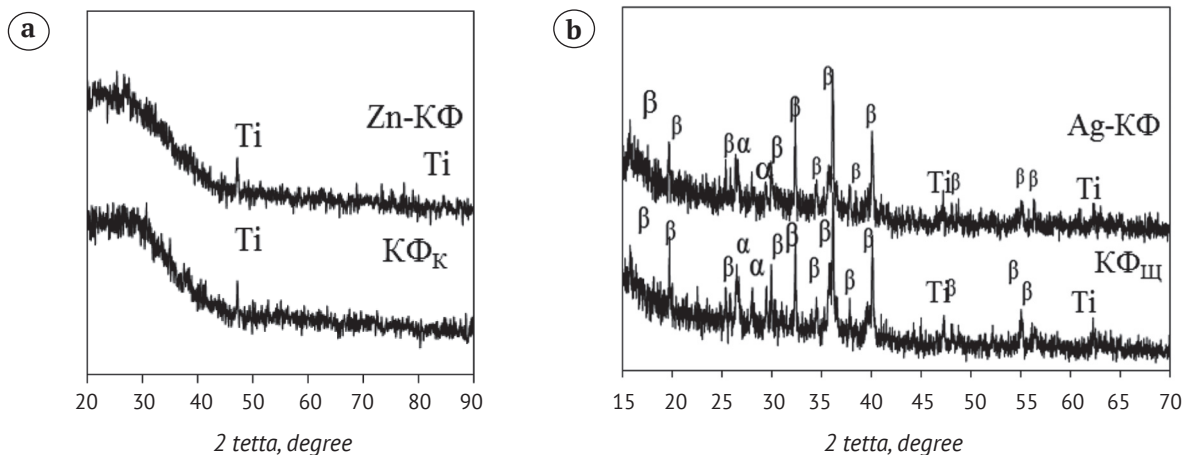 a
Zn-КФ
Ti
Ti
Ti
КФК
20 30 40 50 60 70 80 90
2 tetta, degree
b
β
β β β
β
Ag-КФ
β
β α β
α β β
Ti β β β Ti
β β α β β β β
КФЩ
β α β β
Ti β β β Ti
15 20 25 30 35 40 45 50 55 60 65 70
2 tetta, degree